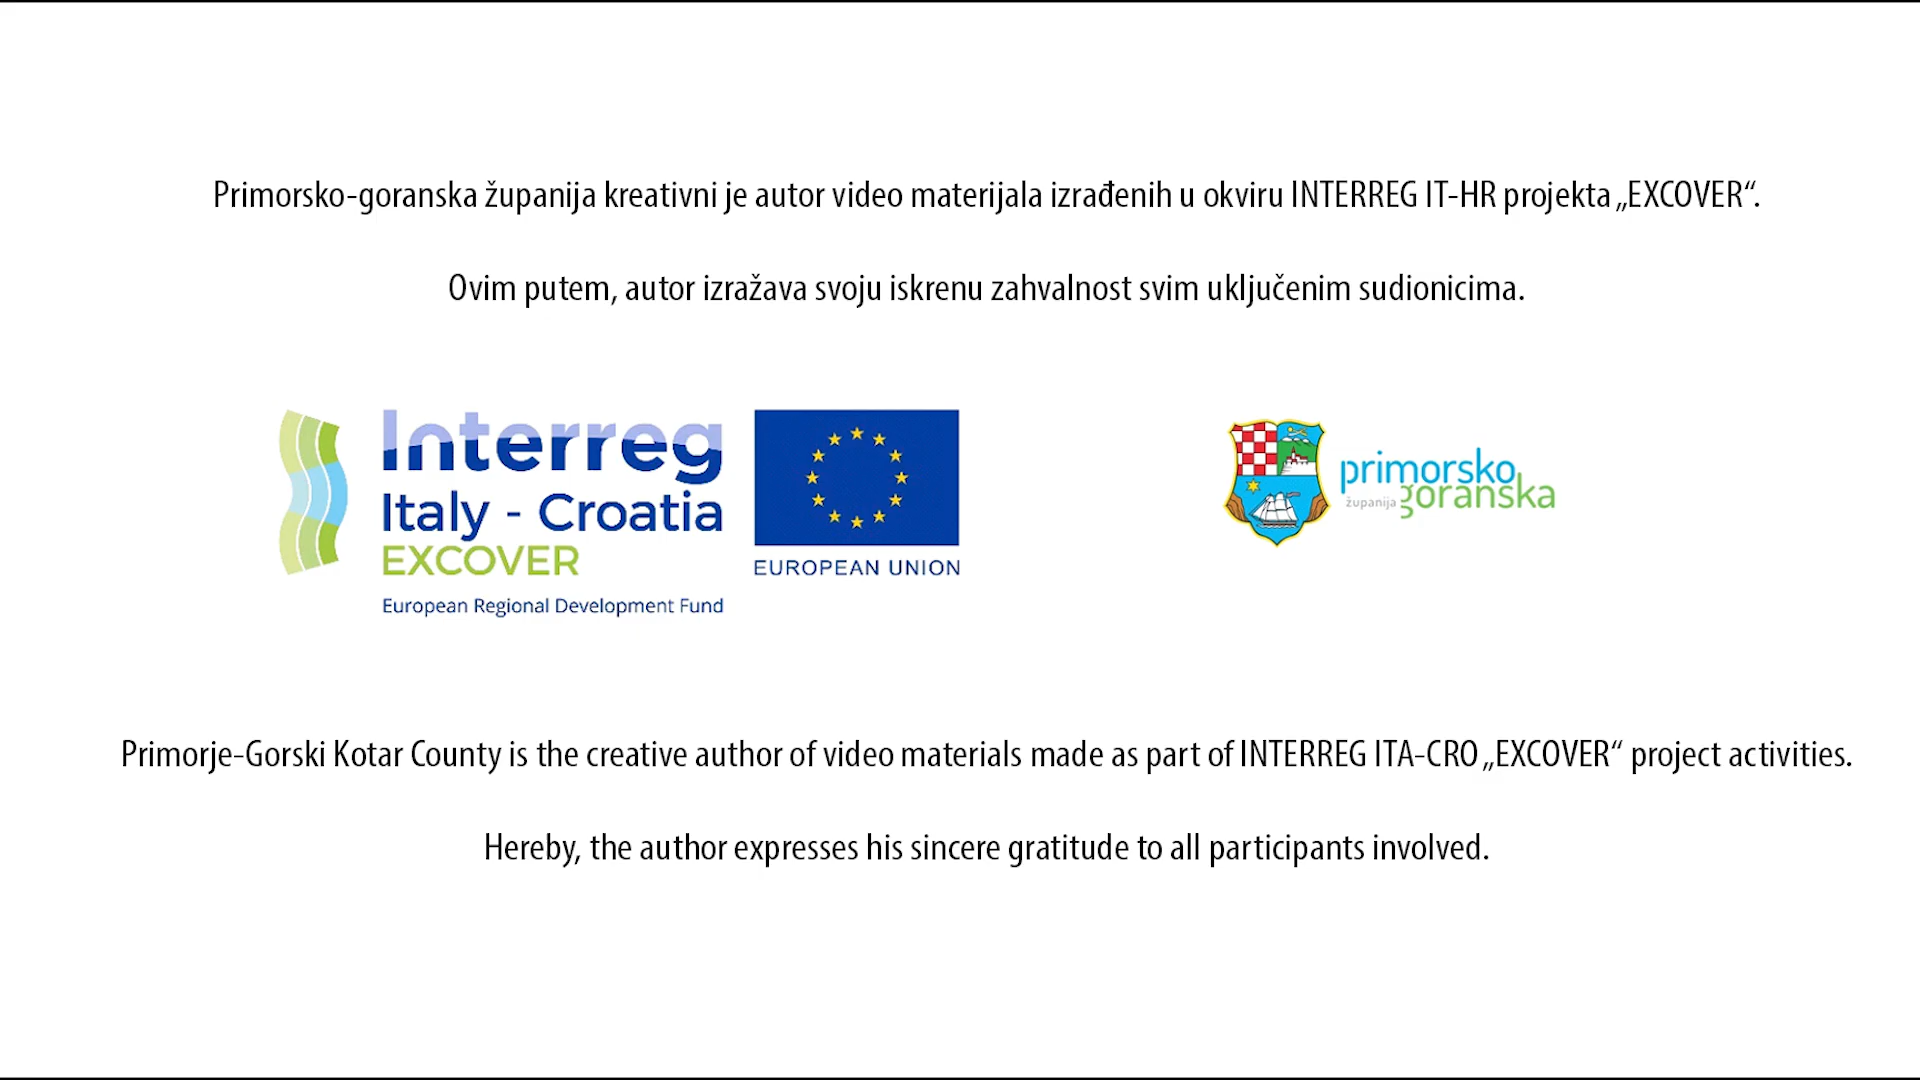 Primorsko-goranska županija kreativni je autor video materijala izrađenih u okviru INTERREG IT-HR projekta „EXCOVER“.
Ovim putem, autor izražava svoju iskrenu zahvalnost svim uključenim sudionicima.
Interreg
Italy - Croatia
EXCOVER
European Regional Development Fund
EUROPEAN UNION
primorsko
goranska
županija
Primorje-Gorski Kotar County is the creative author of video materials made as part of INTERREG ITA-CRO „EXCOVER“ project activities.
Hereby, the author expresses his sincere gratitude to all participants involved.